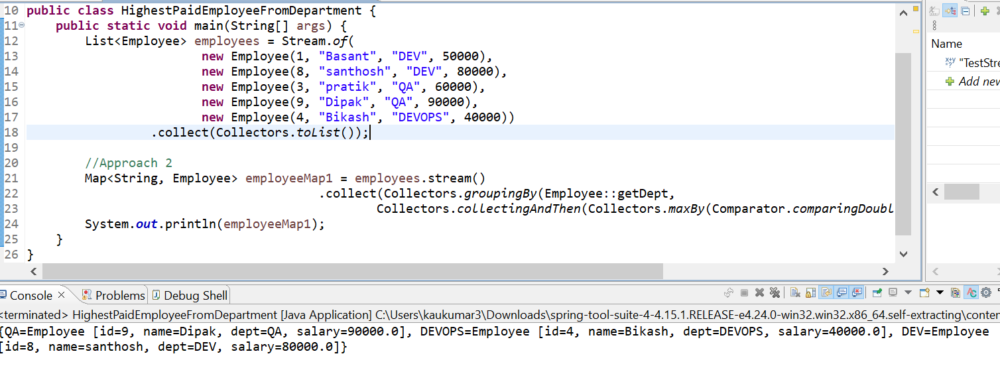 10 public class HighestPaidEmployeeFromDepartment {
11 public static void main(String[] args) {
12 List<Employee> employees = Stream.of(
13 new Employee(1, "Basant", "DEV", 50000),
14 new Employee(8, "santhosh", "DEV", 80000),
15 new Employee(3, "pratik", "QA", 60000),
16 new Employee(9, "Dipak", "QA", 90000),
17 new Employee(4, "Bikash", "DEVOPS", 40000))
18 .collect(Collectors.toList());
19
20 //Approach 2
21 Map<String, Employee> employeeMap1 = employees.stream()
22 .collect(Collectors.groupingBy(Employee::getDept,
23 Collectors.collectingAndThen(Collectors.maxBy(Comparator.comparingDoubl
24 System.out.println(employeeMap1);
25 }
26 }
Name
"TestStre
Add new
Console Problems Debug Shell
<terminated> HighestPaidEmployeeFromDepartment [Java Application] C:\Users\kaukumar3\Downloads\spring-tool-suite-4-4.15.1.RELEASE-e4.24.0-win32.win32.x86_64.self-extracting\conten
{QA=Employee [id=9, name=Dipak, dept=QA, salary=90000.0], DEVOPS=Employee [id=4, name=Bikash, dept=DEVOPS, salary=40000.0], DEV=Employee
[id=8, name=santhosh, dept=DEV, salary=80000.0]}